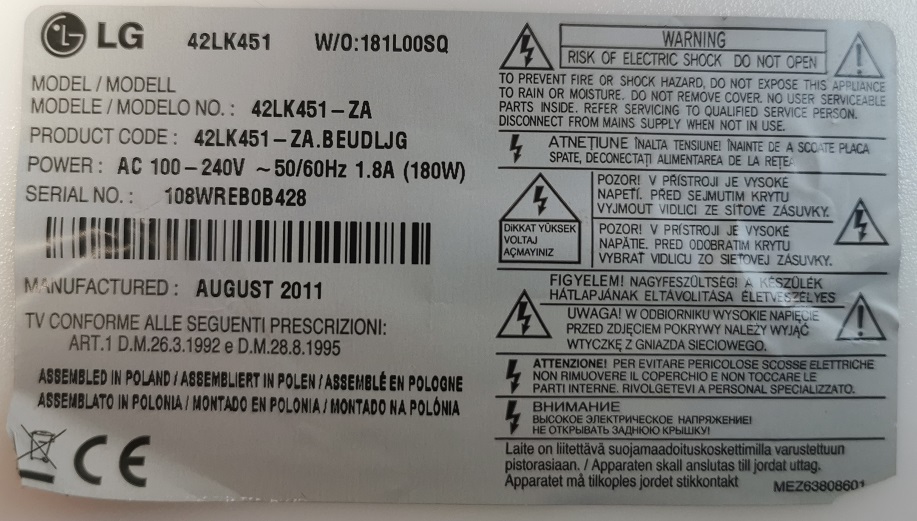 LG 42LK451 W/O:181L00SQ
MODEL / MODELL
MODELE / MODELO NO. : 42LK451-ZA
PRODUCT CODE : 42LK451-ZA.BEUDLJG
POWER : AC 100-240V ~50/60Hz 1.8A (180W)
SERIAL NO. : 108WREB0B428
MANUFACTURED : AUGUST 2011
TV CONFORME ALLE SEGUENTI PRESCRIZIONI:
ART.1 D.M.26.3.1992 e D.M.28.8.1995
ASSEMBLED IN POLAND / ASSEMBLIERT IN POLEN / ASSEMBLÉ EN POLOGNE
ASSEMBLATO IN POLONIA / MONTADO EN POLONIA / MONTADO NA POLÓNIA
CE
WARNING
RISK OF ELECTRIC SHOCK DO NOT OPEN
TO PREVENT FIRE OR SHOCK HAZARD, DO NOT EXPOSE THIS APPLIANCE
TO RAIN OR MOISTURE. DO NOT REMOVE COVER. NO USER SERVICEABLE
PARTS INSIDE. REFER SERVICING TO QUALIFIED SERVICE PERSON.
DISCONNECT FROM MAINS SUPPLY WHEN NOT IN USE.
ATNEŢIUNE ÎNALTA TENSIUNE! ÎNAINTE DE A SCOATE PLACA
SPATE, DECONECTAŢI ALIMENTAREA DE LA REŢEA
DIKKAT YÜKSEK
VOLTAJ
AÇMAYINIZ
POZOR! V PŘÍSTROJI JE VYSOKÉ
NAPETÍ. PŘED SEJMUTIM KRYTU
VYJMOUT VIDLICI ZE SÍTOVÉ ZÁSUVKY.
POZOR! V PRÍSTROJI JE VYSOKÉ
NAPÄTIE. PRED ODOBRATIM KRYTU
VYBRAŤ VIDLICU ZO SIEŤOVEJ ZÁSUVKY.
FIGYELEM! NAGYFESZÜLTSÉG! A KÉSZÜLÉK
HÁTLAPJÁNAK ELTÁVOLITÁSA ÉLETVESZÉLYES
UWAGA! W ODBIORNIKU WYSOKIE NAPIĘCIE
PRZED ZDJĘCIEM POKRYWY NALEŻY WYJĄĆ
WTYCZKĘ Z GNIAZDA SIECIOWEGO.
ATTENZIONE! PER EVITARE PERICOLOSE SCOSSE ELETTRICHE
NON RIMUOVERE IL COPERCHIO E NON TOCCARE LE
PARTI INTERNE. RIVOLGETEVI A PERSONAL SPECIALIZZATO.
ВНИМАНИЕ
ВЫСОКОЕ ЭЛЕКТРИЧЕСКОЕ НАПРЯЖЕНИЕ!
НЕ ОТКРЫВАТЬ ЗАДНЮЮ КРЫШКУ!
Laite on liitettävä suojamaadoituskoskettimilla varustettuun
pistorasiaan. / Apparaten skall anslutas till jordat uttag.
Apparatet må tilkoples jordet stikkontakt MEZ63808601